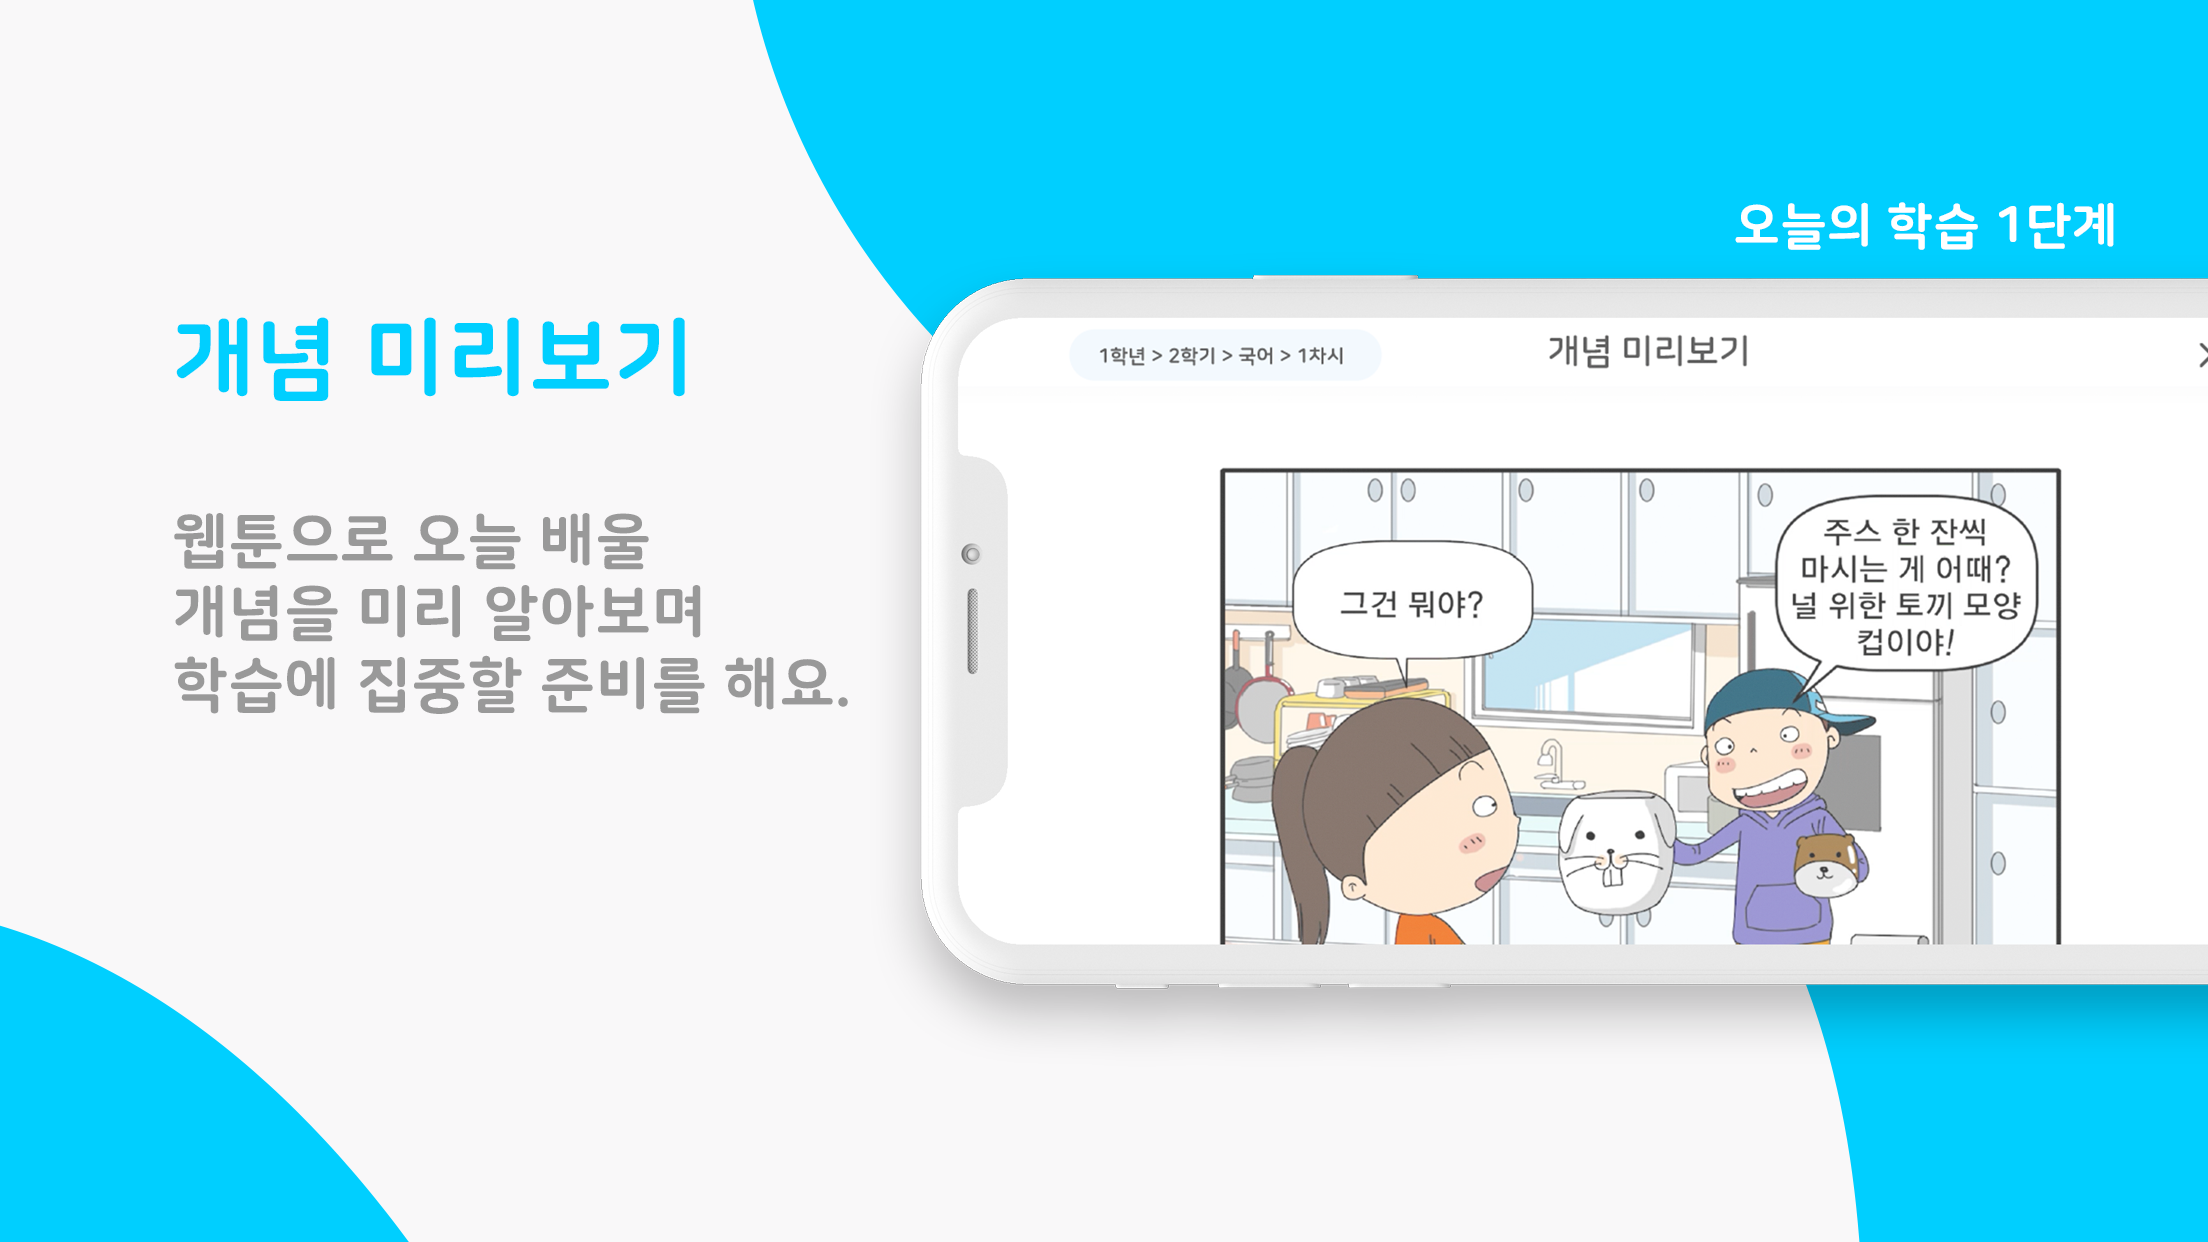 오늘의 학습 1단계
개념 미리보기
웹툰으로 오늘 배울
개념을 미리 알아보며
학습에 집중할 준비를 해요.
1학년 > 2학기 > 국어 > 1차시
개념 미리보기
그건 뭐야?
주스 한 잔씩
마시는 게 어때?
널 위한 토끼 모양
컵이야!